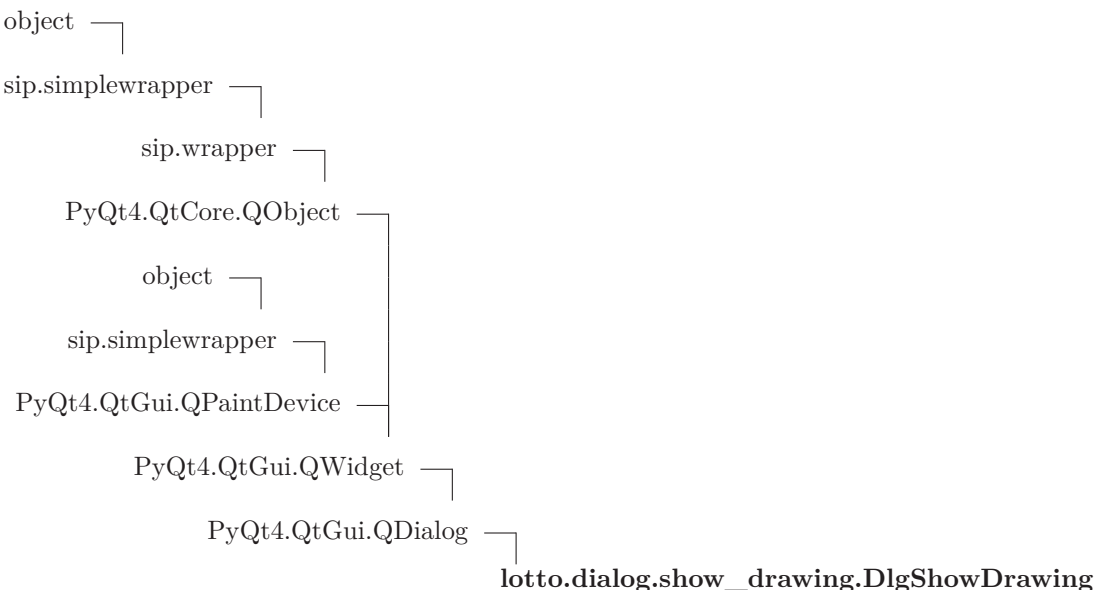 object
sip.simplewrapper
sip.wrapper
PyQt4.QtCore.QObject
object
sip.simplewrapper
PyQt4.QtGui.QPaintDevice
PyQt4.QtGui.QWidget
PyQt4.QtGui.QDialog
lotto.dialog.show_drawing.DlgShowDrawing